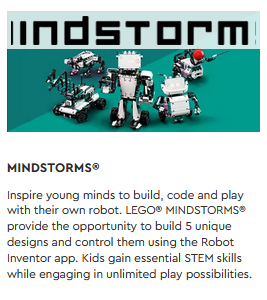 mindstorm
MINDSTORMS®
Inspire young minds to build, code and play
with their own robot. LEGO® MINDSTORMS®
provide the opportunity to build 5 unique
designs and control them using the Robot
Inventor app. Kids gain essential STEM skills
while engaging in unlimited play possibilities.